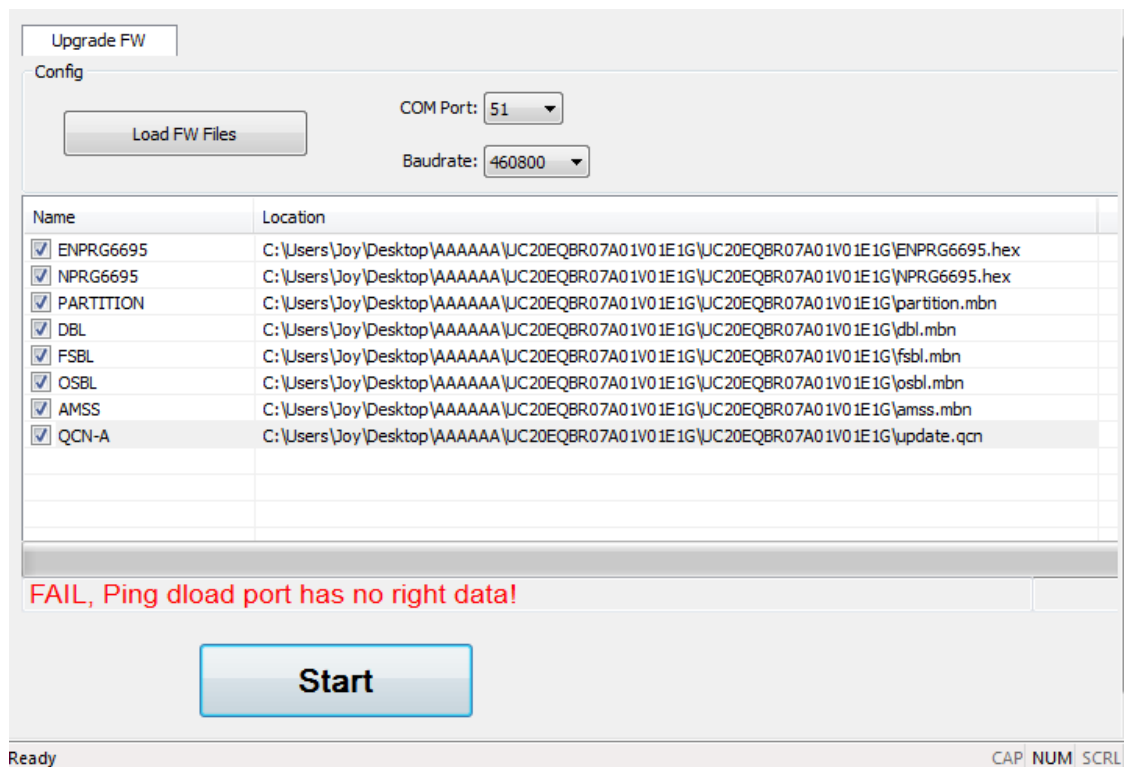 Upgrade FW
Config
Load FW Files
COM Port: 51
Baudrate: 460800
Name Location
ENPRG6695 C:\Users\Joy\Desktop\AAAAAA\UC20EQBR07A01V01E1G\UC20EQBR07A01V01E1G\ENPRG6695.hex
NPRG6695 C:\Users\Joy\Desktop\AAAAAA\UC20EQBR07A01V01E1G\UC20EQBR07A01V01E1G\NPRG6695.hex
PARTITION C:\Users\Joy\Desktop\AAAAAA\UC20EQBR07A01V01E1G\UC20EQBR07A01V01E1G\partition.mbn
DBL C:\Users\Joy\Desktop\AAAAAA\UC20EQBR07A01V01E1G\UC20EQBR07A01V01E1G\dbl.mbn
FSBL C:\Users\Joy\Desktop\AAAAAA\UC20EQBR07A01V01E1G\UC20EQBR07A01V01E1G\fsbl.mbn
OSBL C:\Users\Joy\Desktop\AAAAAA\UC20EQBR07A01V01E1G\UC20EQBR07A01V01E1G\osbl.mbn
AMSS C:\Users\Joy\Desktop\AAAAAA\UC20EQBR07A01V01E1G\UC20EQBR07A01V01E1G\amss.mbn
QCN-A C:\Users\Joy\Desktop\AAAAAA\UC20EQBR07A01V01E1G\UC20EQBR07A01V01E1G\update.qcn
FAIL, Ping dload port has no right data!
Start
Ready CAP NUM SCRL